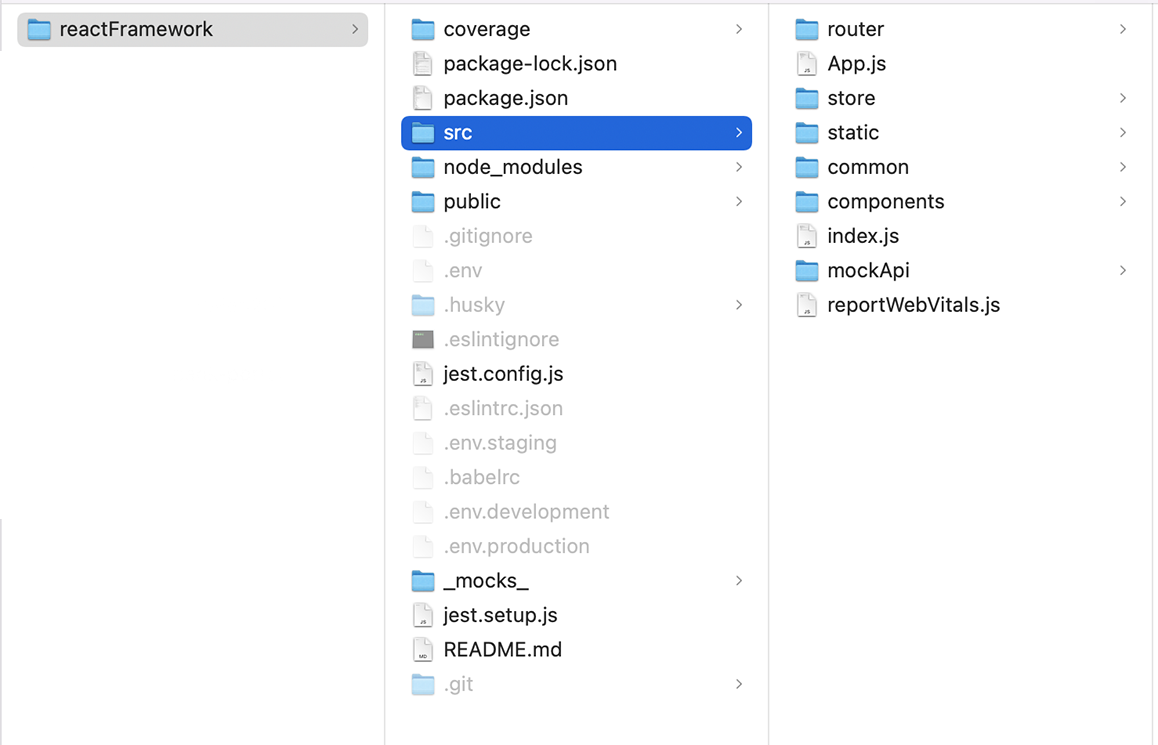 reactFramework
coverage
package-lock.json
package.json
src
node_modules
public
.gitignore
.env
.husky
.eslintignore
jest.config.js
.eslintrc.json
.env.staging
.babelrc
.env.development
.env.production
_mocks_
jest.setup.js
README.md
.git
router
App.js
store
static
common
components
index.js
mockApi
reportWebVitals.js